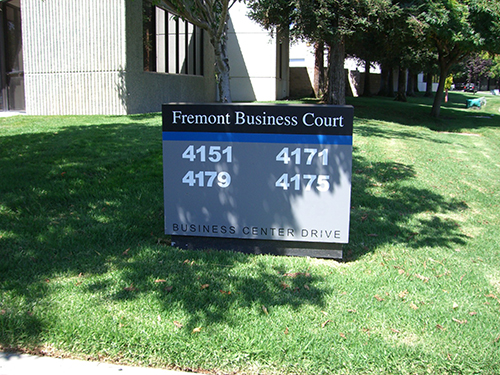 Fremont Business Court
4151 4171
4179 4175
BUSINESS CENTER DRIVE